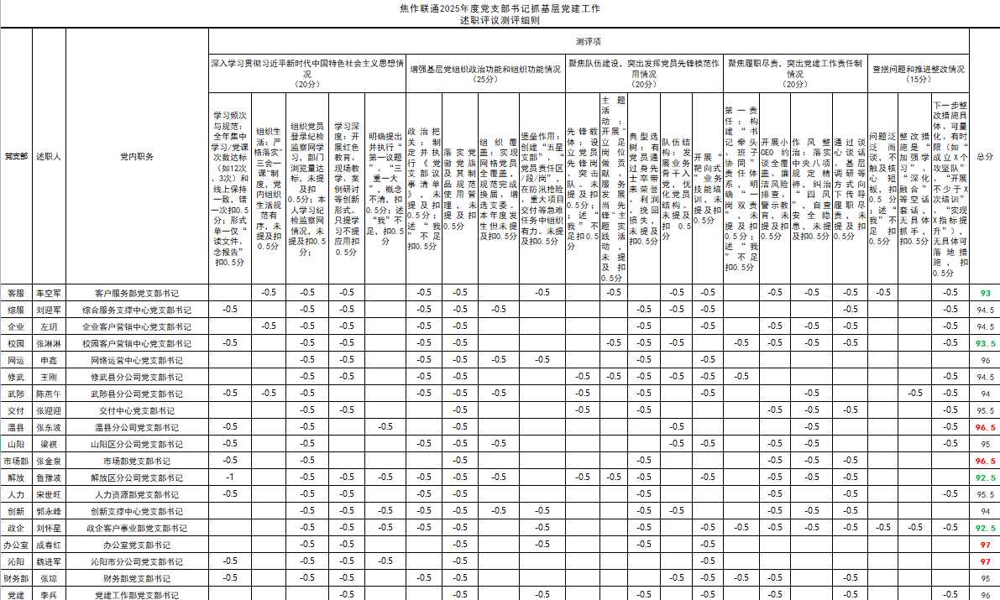 焦作联通2025年度党支部书记抓基层党建工作
述职评议测评细则
党支部
述职人
党内职务
测评项
总分
深入学习贯彻习近平新时代中国特色社会主义思想情
况
（20分）
增强基层党组织政治功能和组织功能情况
（25分）
聚焦队伍建设，突出发挥党员先锋模范作
用情况
（20分）
聚焦履职尽责，突出党建工作责任制
情况
（20分）
查摆问题和推进整改情况
（15分）
学习频次
与规范：
全年集中
学习/党课
次数达标
（如12次
、3次）和
线上保持
一致，错
一次扣0.5
分；形式
单一仅“
读文件、
念报告”
扣0.5分
组织生
活：严
格落实“
三会一
课”制
度，党
内组织
生活规
范有
序，未
提及扣
0.5分
组织党员
登录纪检
监察网学
习，部门
浏览量达
标，未提
及扣
0.5分；本
人学习纪
检监察网
情况，未
提及扣0.5
分；
学习深
度：开
展红色
教育、
现场教
学、案
例研讨
等创新
形式。
只提学
习不提
应用扣
0.5分
明确提出
并执行“
第一议题
”、“三
重一大
”，概念
不清，扣
0.5分；述
“我”不
足，扣0.5
分
政治把
关：制
定并执
行《党
支部议
事清单
》，未
提及扣
0.5分；
述“我
”不足
扣0.5分
落实党
徽党旗
及其制
品规范
使用管
理，未
提及扣
0.5分
组织覆
盖：实现
网格党员
全覆盖，
规范完成
换届、增
选支委。
本年度发
生但未提
及扣0.5分
堡垒作用：
创建“五星
支部”、“
党员责任区
/段/岗”，
在防汛抢险
、重大项目
交付等急难
任务中组织
有力。未提
及扣0.5分
先锋载
体：设
立党员
先锋岗
、突击
队。未
提及扣
0.5分；
述“我
”不足
扣0.5
分
主题
活动
：开
展“
立足
岗位
做贡
献、
服务
发展
当先
锋”
主题
实践
活动
，未
提及
扣
0.5分
典型选
树：有
党员通
过身先
士卒带
来荣誉
、利润
、挽回
损失，
未提及
扣0.5分
队伍结
构：发
展业务
骨干入
党，优
化党员
结构。
未提及
扣 0.5
分
开展“
靶向式
”业务
技能培
训，未
提及扣
0.5分
第一责
任：构
建“书
记牵头
、班子
协同”
责任体
系，明
确“一
岗双责
”，未
提及扣
0.5分；
述“我
”不足
扣0.5分
开展小
CEO 约
谈全覆
盖、廉
洁风险
排查、
警示教
育，未
提及扣
0.5分
作风整
治：落实
中央八项
规定精
神，纠治
“四风
”，自查
安全隐
患，未提
及扣0.5分
通过谈
心谈话
、基层
调研等
方式向
下传导
履职尽
责，未
提及扣
0.5分
问题泛
泛而
谈，不
触及核
心短
板，扣
0.5 分
；述“
我”不
足 扣
0.5分
整改措
施是“
加强学
习”、
“深化
融合”
等空话
套话，
无具体
抓手，
扣0.5分
下一步整
改措施具
体、可量
化、有时
限（如“
成立X个
攻坚队”
、“开展
不少于X
次培训”
、“实现
X指标提
升”），
无具体可
落地措
施，扣
0.5分
客服 车空军 客户服务部党支部书记 -0.5 -0.5 -0.5 -0.5 -0.5 -0.5 -0.5 -0.5 -0.5 -0.5 -0.5 -0.5 -0.5 -0.5 93
综服 刘迎军 综合服务支撑中心党支部书记 -0.5 -0.5 -0.5 -0.5 -0.5 -0.5 -0.5 -0.5 -0.5 -0.5 -0.5 94.5
企业 左玥 企业客户营销中心党支部书记 -0.5 -0.5 -0.5 -0.5 -0.5 -0.5 -0.5 -0.5 -0.5 -0.5 -0.5 94.5
校园 张琳琳 校园客户营销中心党支部书记 -0.5 -0.5 -0.5 -0.5 -0.5 -0.5 -0.5 -0.5 -0.5 -0.5 -0.5 -0.5 -0.5 93.5
网运 申鑫 网络运营中心党支部书记 -0.5 -0.5 -0.5 -0.5 -0.5 -0.5 -0.5 -0.5 96
修武 王刚 修武县分公司党支部书记 -0.5 -0.5 -0.5 -0.5 -0.5 -0.5 -0.5 -0.5 -0.5 -0.5 94.5
武陟 陈燕午 武陟县分公司党支部书记 -0.5 -0.5 -0.5 -0.5 -0.5 -0.5 -0.5 -0.5 -0.5 -0.5 -0.5 -0.5 94
交付 张迎迎 交付中心党支部书记 -0.5 -0.5 -0.5 -0.5 -0.5 -0.5 -0.5 -0.5 -0.5 95.5
温县 张东波 温县分公司党支部书记 -0.5 -0.5 -0.5 -0.5 -0.5 -0.5 -0.5 96.5
山阳 梁祺 山阳区分公司党支部书记 -0.5 -0.5 -0.5 -0.5 -0.5 -0.5 -0.5 -0.5 -0.5 -0.5 95
市场部 张金泉 市场部党支部书记 -0.5 -0.5 -0.5 -0.5 -0.5 -0.5 -0.5 96.5
解放 鲁豫波 解放区分公司党支部书记 -1 -0.5 -0.5 -0.5 -0.5 -0.5 -0.5 -0.5 -0.5 -0.5 -0.5 -0.5 -0.5 -0.5 92.5
人力 宋世旺 人力资源部党支部书记 -0.5 -0.5 -0.5 -0.5 -0.5 -0.5 -0.5 -0.5 95.5
创新 郭永峰 创新支撑中心党支部书记 -0.5 -0.5 -0.5 -0.5 -0.5 -0.5 -0.5 -0.5 -0.5 -0.5 -0.5 -0.5 94
政企 刘怀星 政企客户事业部党支部书记 -0.5 -0.5 -0.5 -0.5 -0.5 -0.5 -0.5 -0.5 -0.5 -0.5 -0.5 -0.5 -0.5 -0.5 -0.5 92.5
办公室 成春红 办公室党支部书记 -0.5 -0.5 -0.5 -0.5 -0.5 -0.5 97
沁阳 魏进军 沁阳市分公司党支部书记 -0.5 -0.5 -0.5 -0.5 -0.5 -0.5 97
财务部 张琼 财务部党支部书记 -0.5 -0.5 -0.5 -0.5 -0.5 -0.5 -0.5 -0.5 -0.5 -0.5 95
党建 李兵 党建工作部党支部书记 -0.5 -0.5 -0.5 -0.5 -0.5 -0.5 -0.5 -0.5 96